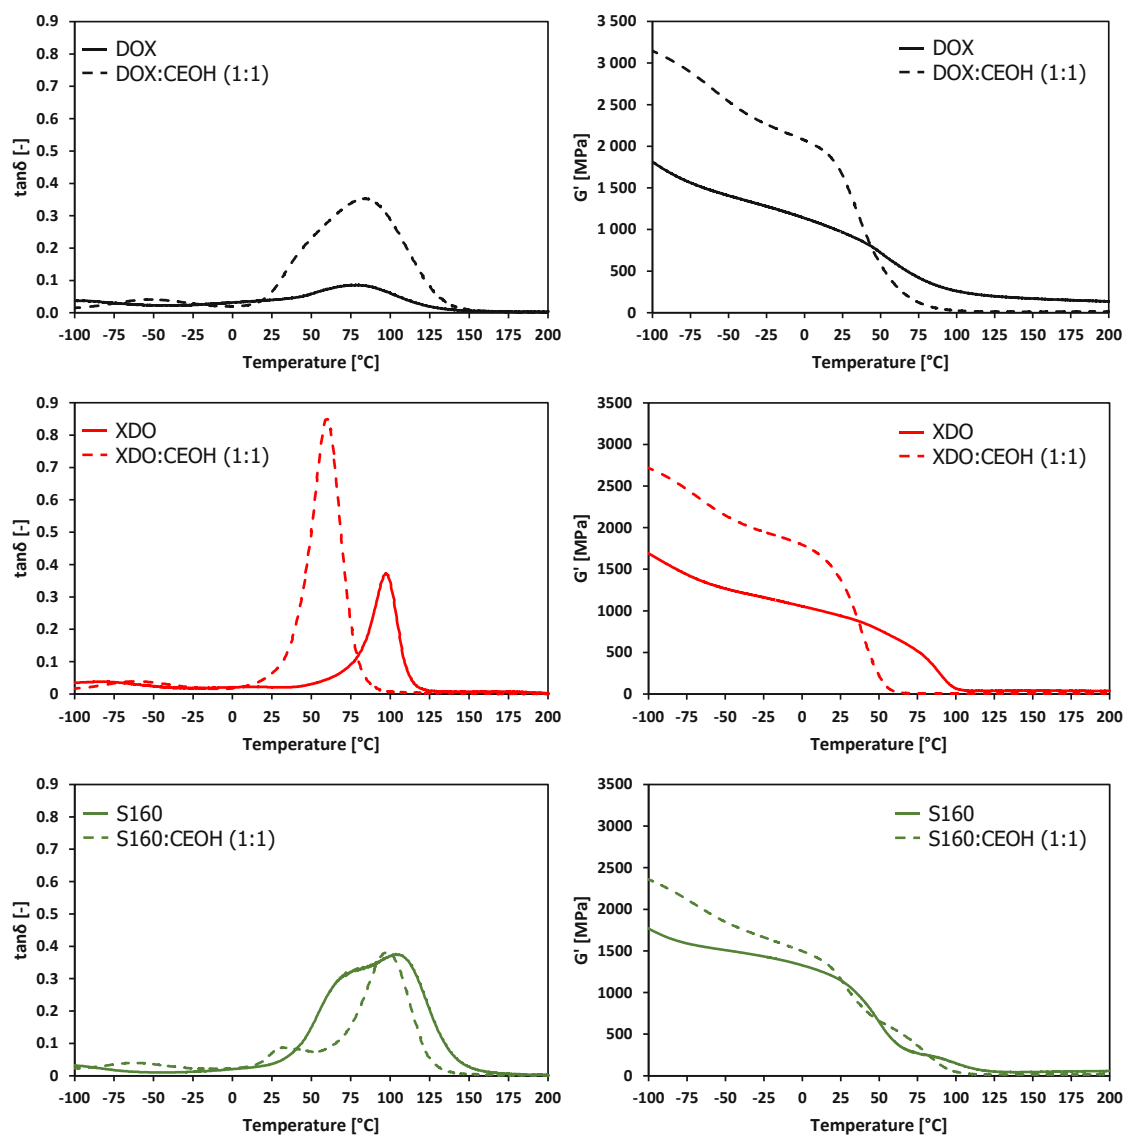 0.9
0.8
0.7
0.6
0.5
0.4
0.3
0.2
0.1
0.0
tanδ [-]
DOX
DOX:CEOH (1:1)
-100 -75 -50 -25 0 25 50 75 100 125 150 175 200
Temperature [°C]
3 500
3 000
2 500
2 000
1 500
1 000
500
0
G' [MPa]
DOX
DOX:CEOH (1:1)
-100 -75 -50 -25 0 25 50 75 100 125 150 175 200
Temperature [°C]
0.9
0.8
0.7
0.6
0.5
0.4
0.3
0.2
0.1
0
tanδ [-]
XDO
XDO:CEOH (1:1)
-100 -75 -50 -25 0 25 50 75 100 125 150 175 200
Temperature [°C]
3500
3000
2500
2000
1500
1000
500
0
G' [MPa]
XDO
XDO:CEOH (1:1)
-100 -75 -50 -25 0 25 50 75 100 125 150 175 200
Temperature [°C]
0.9
0.8
0.7
0.6
0.5
0.4
0.3
0.2
0.1
0
tanδ [-]
S160
S160:CEOH (1:1)
-100 -75 -50 -25 0 25 50 75 100 125 150 175 200
Temperature [°C]
3500
3000
2500
2000
1500
1000
500
0
G' [MPa]
S160
S160:CEOH (1:1)
-100 -75 -50 -25 0 25 50 75 100 125 150 175 200
Temperature [°C]